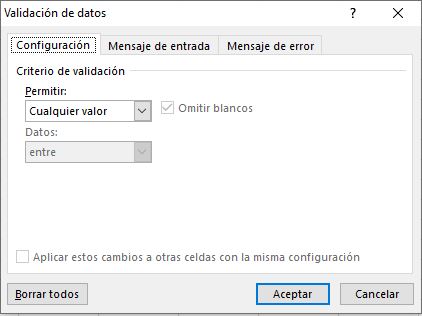 Validación de datos
Configuración Mensaje de entrada Mensaje de error
Criterio de validación
Permitir:
Cualquier valor Omitir blancos
Datos:
entre
Aplicar estos cambios a otras celdas con la misma configuración
Borrar todos Aceptar Cancelar